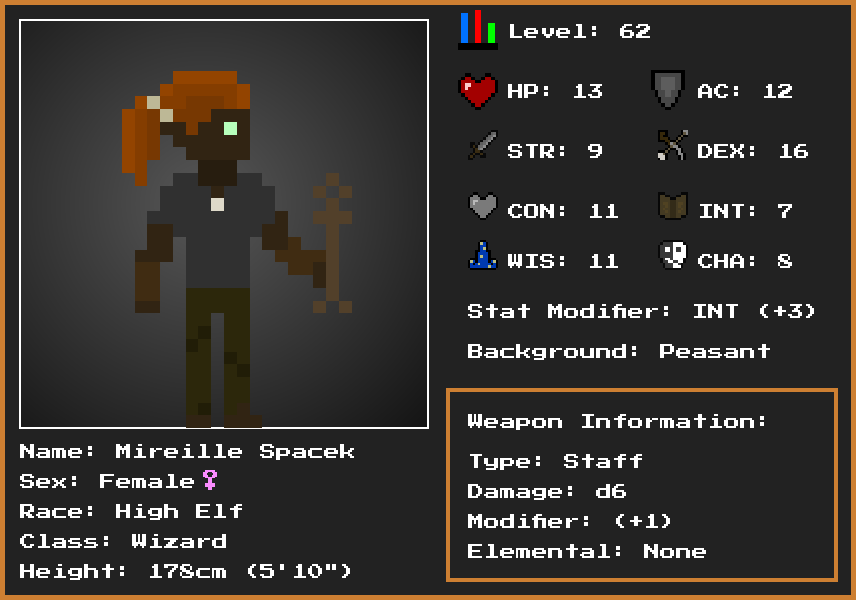 Level: 62
HP: 13
AC: 12
STR: 9
DEX: 16
CON: 11
INT: 7
WIS: 11
CHA: 8
Stat Modifier: INT (+3)
Background: Peasant
Weapon Information:
Type: Staff
Damage: d6
Modifier: (+1)
Elemental: None
Name: Mireille Spacek
Sex: Female♀
Race: High Elf
Class: Wizard
Height: 178cm (5'10")